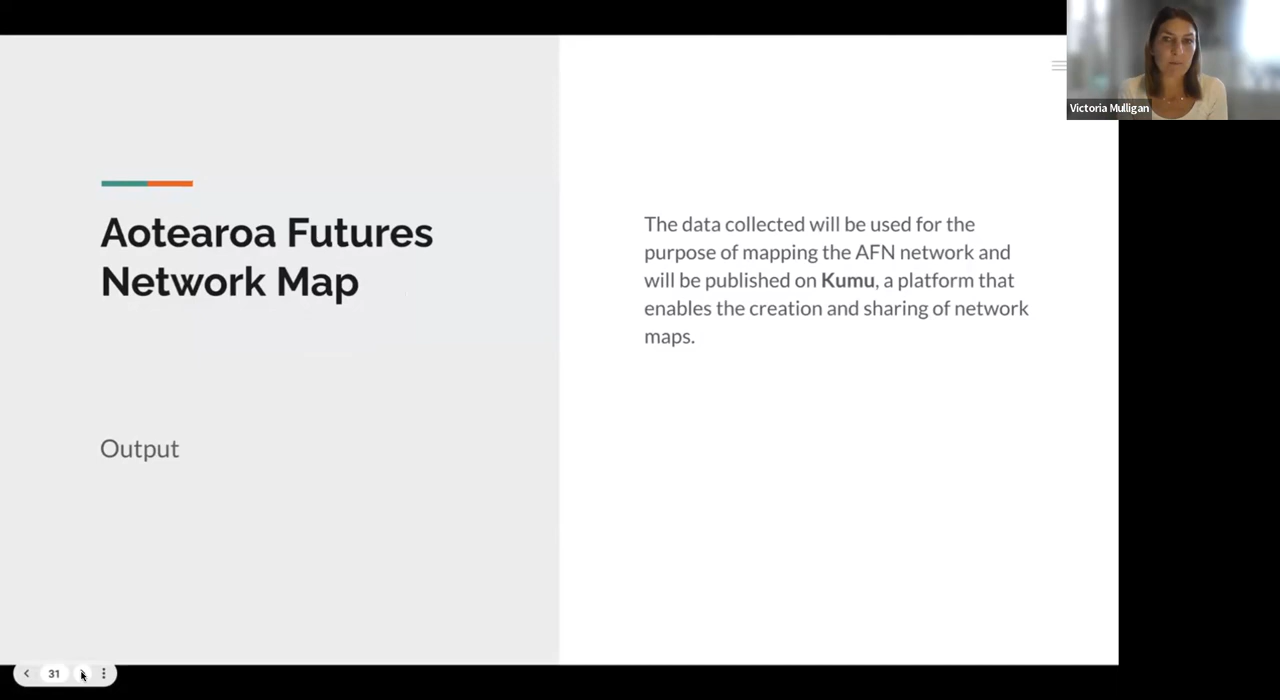 Victoria Mulligan
Aotearoa Futures
Network Map
Output
The data collected will be used for the
purpose of mapping the AFN network and
will be published on Kumu, a platform that
enables the creation and sharing of network
maps.
31